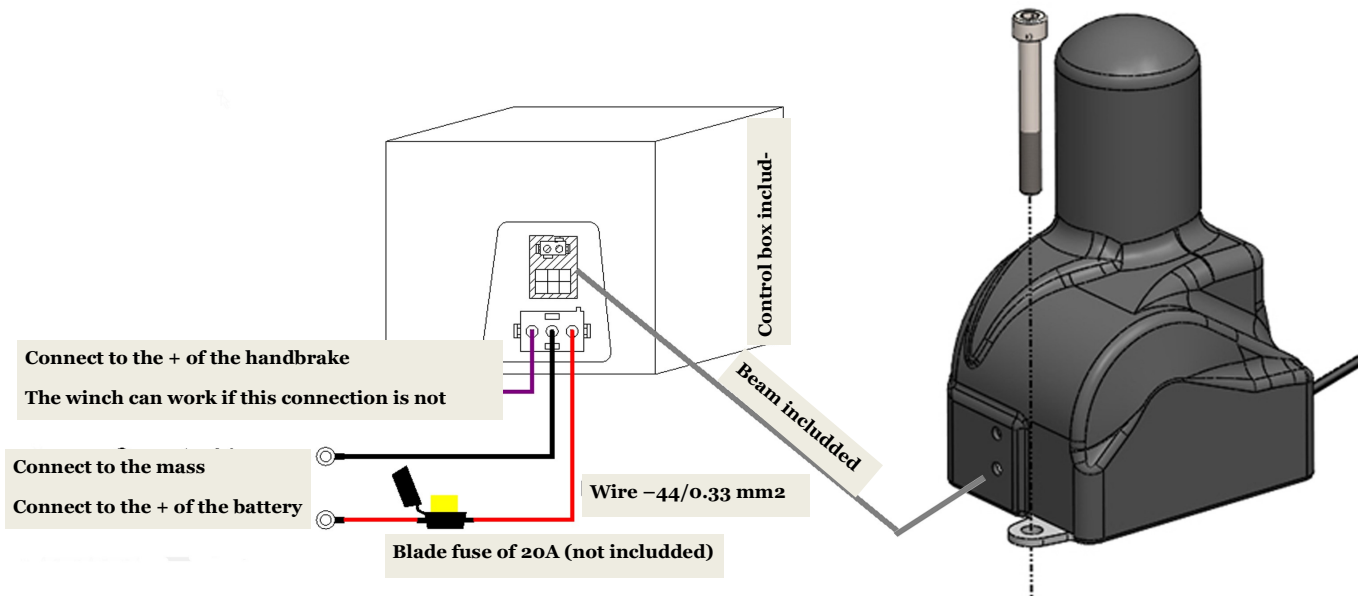 Control box includ-
Connect to the + of the handbrake
The winch can work if this connection is not
Beam includded
Connect to the mass
Connect to the + of the battery
Wire –44/0.33 mm2
Blade fuse of 20A (not includded)